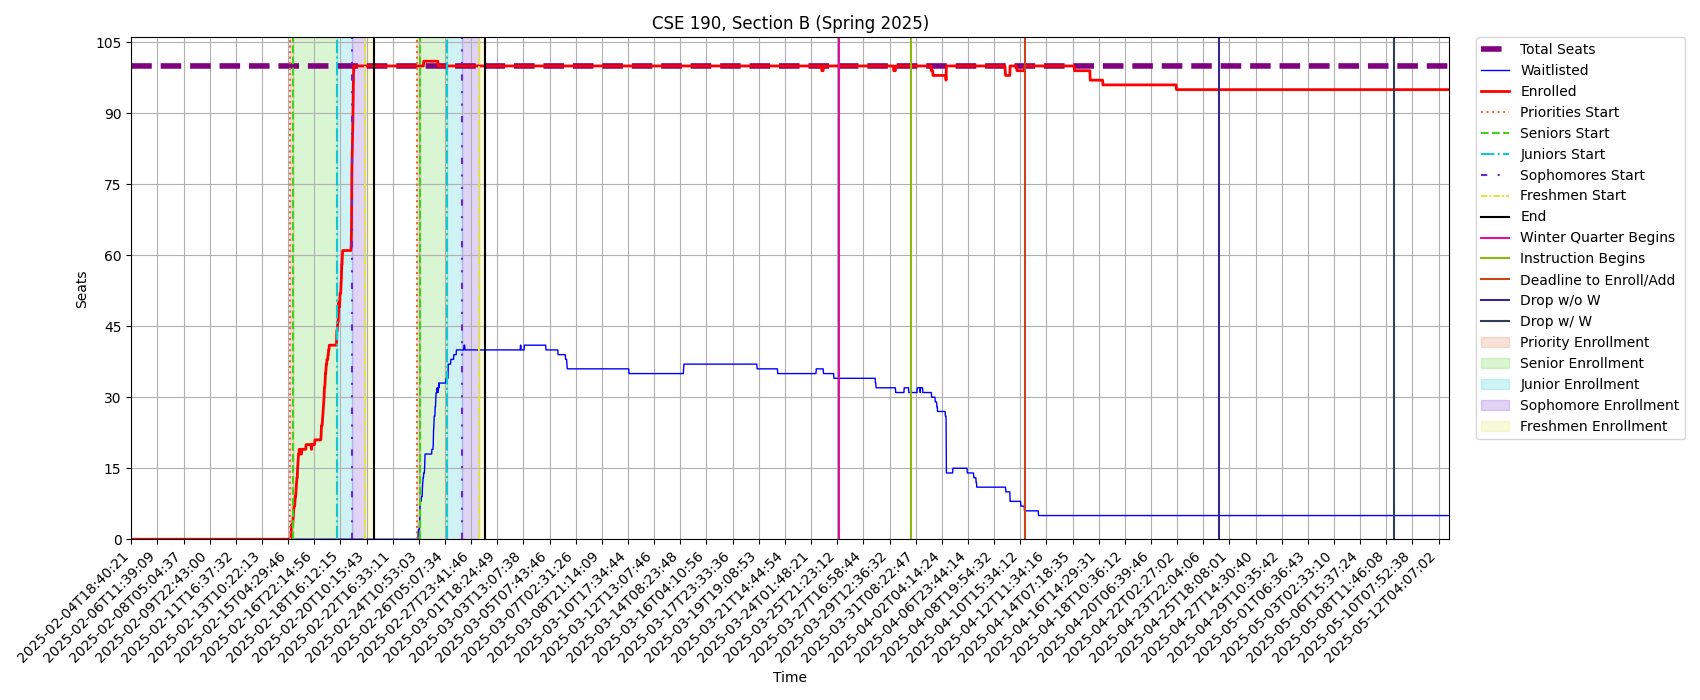 CSE 190, Section B (Spring 2025)
105
90
75
60
45
30
15
0
Seats
2025-02-04T18:40:21
2025-02-06T11:39:09
2025-02-08T05:04:37
2025-02-09T22:43:00
2025-02-11T16:37:32
2025-02-13T10:22:13
2025-02-15T04:29:46
2025-02-16T22:14:56
2025-02-18T16:12:15
2025-02-20T10:15:43
2025-02-22T16:33:11
2025-02-24T10:53:03
2025-02-26T05:07:34
2025-02-27T23:41:46
2025-03-01T18:24:49
2025-03-03T13:07:38
2025-03-05T07:43:46
2025-03-07T02:31:26
2025-03-08T21:14:09
2025-03-10T17:34:44
2025-03-12T13:07:46
2025-03-14T08:23:48
2025-03-16T04:10:56
2025-03-17T23:33:36
2025-03-19T19:08:53
2025-03-21T14:44:54
2025-03-24T01:48:21
2025-03-25T21:23:12
2025-03-27T16:58:44
2025-03-29T12:36:32
2025-03-31T08:22:47
2025-04-02T04:14:24
2025-04-06T23:44:14
2025-04-08T19:54:32
2025-04-10T15:34:12
2025-04-12T11:34:16
2025-04-14T07:18:35
2025-04-16T14:29:31
2025-04-18T10:36:12
2025-04-20T06:39:46
2025-04-22T02:27:02
2025-04-23T22:04:06
2025-04-25T18:08:01
2025-04-27T14:30:40
2025-04-29T10:35:42
2025-05-01T06:36:43
2025-05-03T02:33:10
2025-05-06T15:37:24
2025-05-08T11:46:08
2025-05-10T07:52:38
2025-05-12T04:07:02
Time
Total Seats
Waitlisted
Enrolled
Priorities Start
Seniors Start
Juniors Start
Sophomores Start
Freshmen Start
End
Winter Quarter Begins
Instruction Begins
Deadline to Enroll/Add
Drop w/o W
Drop w/ W
Priority Enrollment
Senior Enrollment
Junior Enrollment
Sophomore Enrollment
Freshmen Enrollment